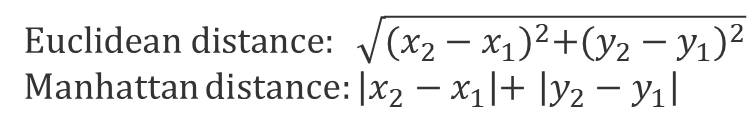 Euclidean distance: √(x₂ − x₁)²+(y₂ − y₁)²
Manhattan distance: |x₂ − x₁|+ |y₂ − y₁|